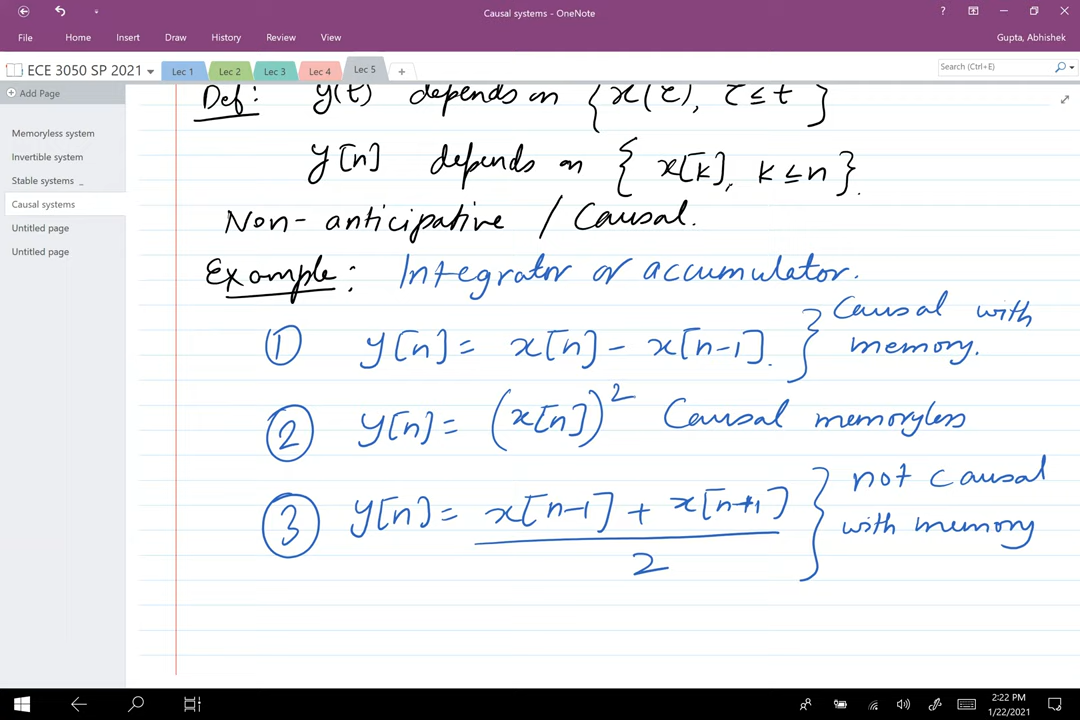 Causal systems - OneNote
?
Gupta, Abhishek
File Home Insert Draw History Review View
ECE 3050 SP 2021 Lec 1 Lec 2 Lec 3 Lec 4 Lec 5 +
Search (Ctrl+E)
Add Page
Memoryless system
Invertible system
Stable systems _
Causal systems
Untitled page
Untitled page
Def: y(t) depends on { x(τ), τ ≤ t }
y[n] depends on { x[k], k ≤ n }.
Non-anticipative / Causal.
Example: Integrator or accumulator.
① y[n] = x[n] - x[n-1]. } Causal with memory.
② y[n] = (x[n])² Causal memoryless
③ y[n] = x[n-1] + x[n+1] } not causal
with memory
2
2:22 PM
1/22/2021